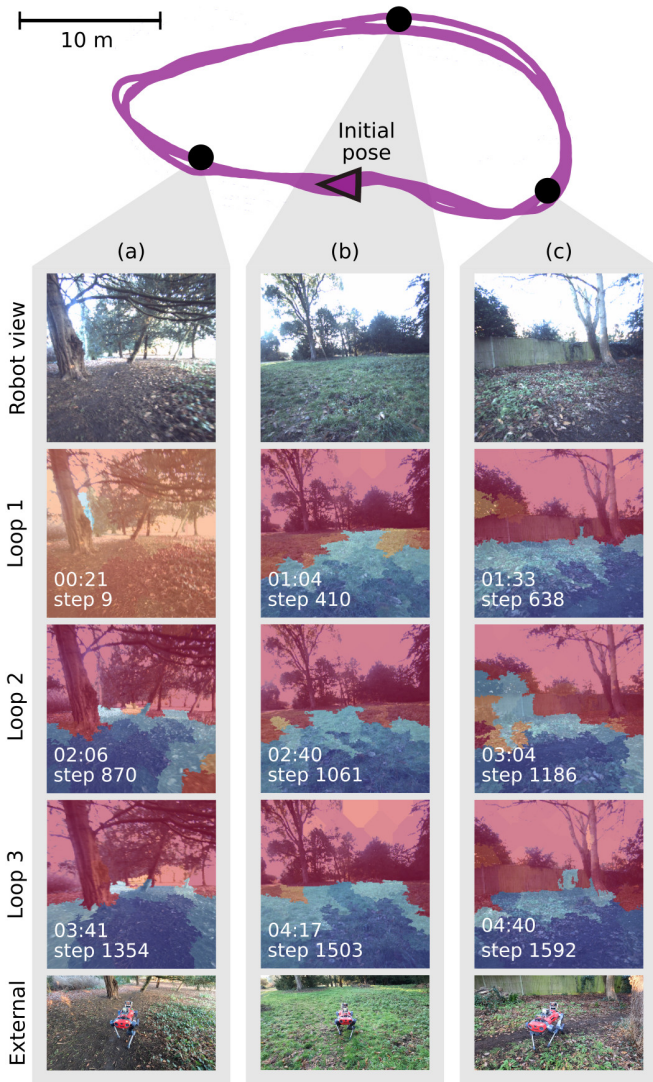 10 m
Initial
pose
(a)
(b)
(c)
Robot view
Loop 1
00:21
step 9
01:04
step 410
01:33
step 638
Loop 2
02:06
step 870
02:40
step 1061
03:04
step 1186
Loop 3
03:41
step 1354
04:17
step 1503
04:40
step 1592
External